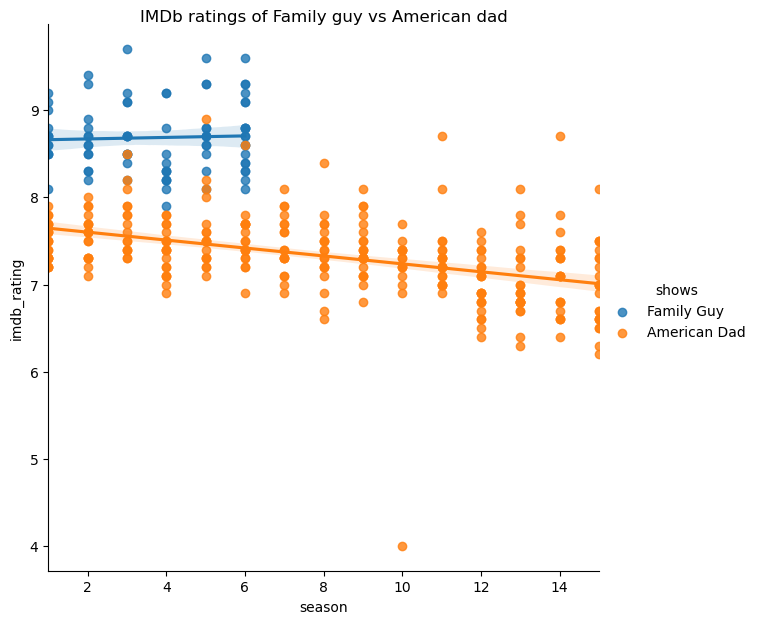 IMDb ratings of Family guy vs American dad
9
8
7
6
5
4
imdb_rating
2 4 6 8 10 12 14
season
shows
Family Guy
American Dad